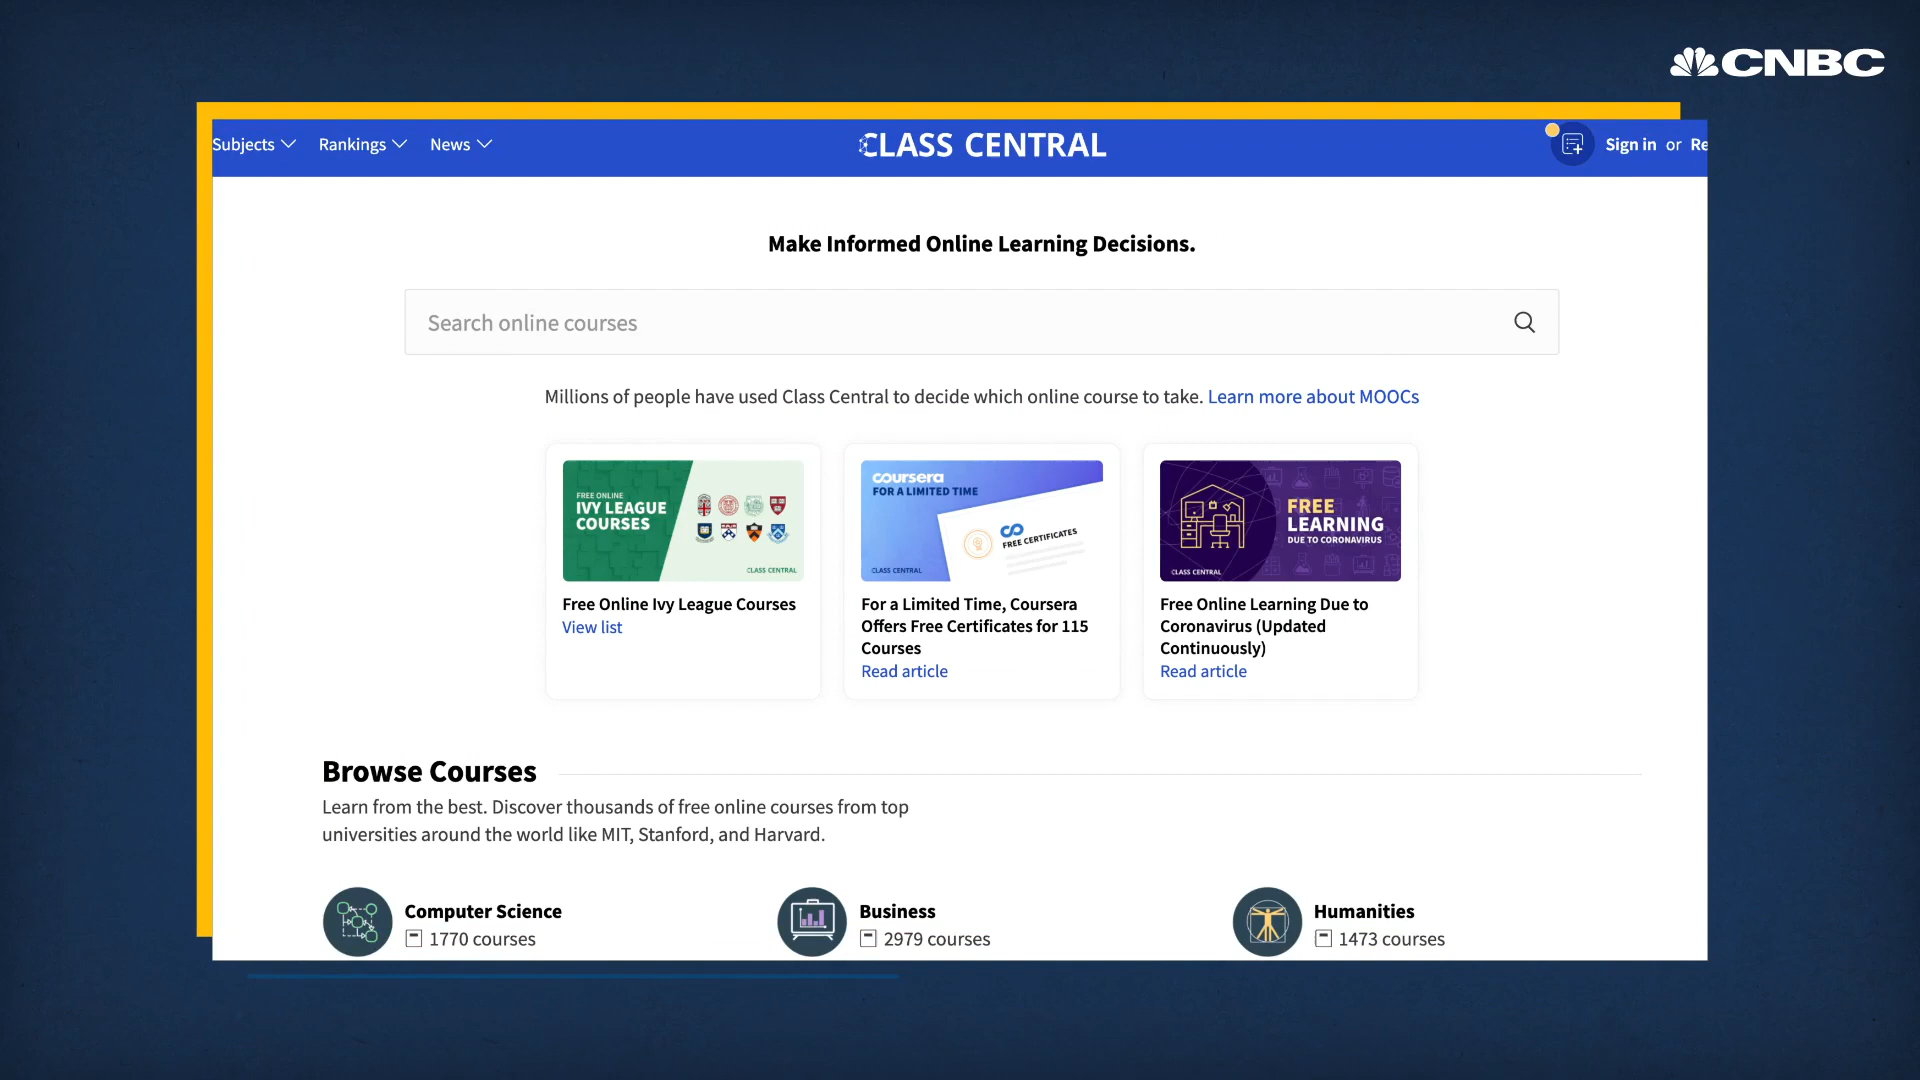 CNBC
Subjects
Rankings
News
CLASS CENTRAL
Sign in or Re
Make Informed Online Learning Decisions.
Search online courses
Millions of people have used Class Central to decide which online course to take. Learn more about MOOCs
FREE ONLINE
IVY LEAGUE
COURSES
CLASS CENTRAL
Free Online Ivy League Courses
View list
coursera
FOR A LIMITED TIME
FREE CERTIFICATES
CLASS CENTRAL
For a Limited Time, Coursera
Offers Free Certificates for 115
Courses
Read article
FREE
LEARNING
DUE TO CORONAVIRUS
CLASS CENTRAL
Free Online Learning Due to
Coronavirus (Updated
Continuously)
Read article
Browse Courses
Learn from the best. Discover thousands of free online courses from top
universities around the world like MIT, Stanford, and Harvard.
Computer Science
1770 courses
Business
2979 courses
Humanities
1473 courses